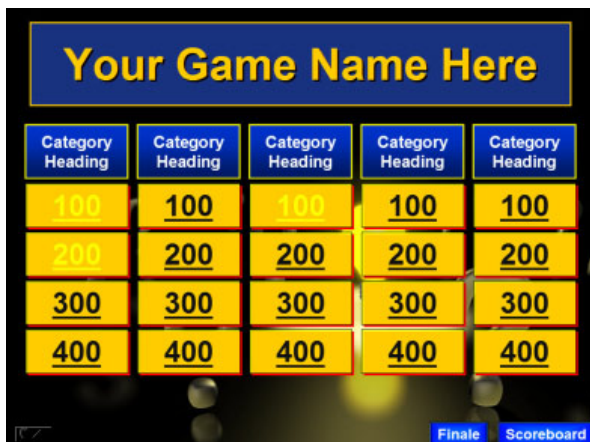 Your Game Name Here
Category Heading Category Heading Category Heading Category Heading Category Heading
100 100 100 100 100
200 200 200 200 200
300 300 300 300 300
400 400 400 400 400
Finale Scoreboard